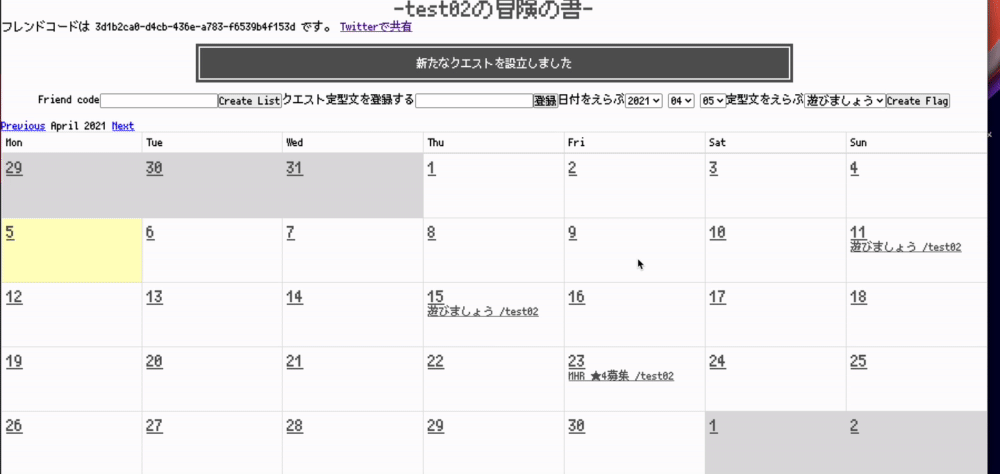 -test02の冒険の書-
フレンドコードは 3d1b2ca0-d4cb-436e-a783-f6539b4f153d です。 Twitterで共有
新たなクエストを設立しました
Friend code Create List クエスト定型文を登録する 登録 日付をえらぶ 2021 04 05 定型文をえらぶ 遊びましょう Create Flag
Previous April 2021 Next
Mon Tue Wed Thu Fri Sat Sun
29 30 31 1 2 3 4
5 6 7 8 9 10 11
遊びましょう /test02
12 13 14 15 16 17 18
遊びましょう /test02
19 20 21 22 23 24 25
MHR ★4募集 /test02
26 27 28 29 30 1 2